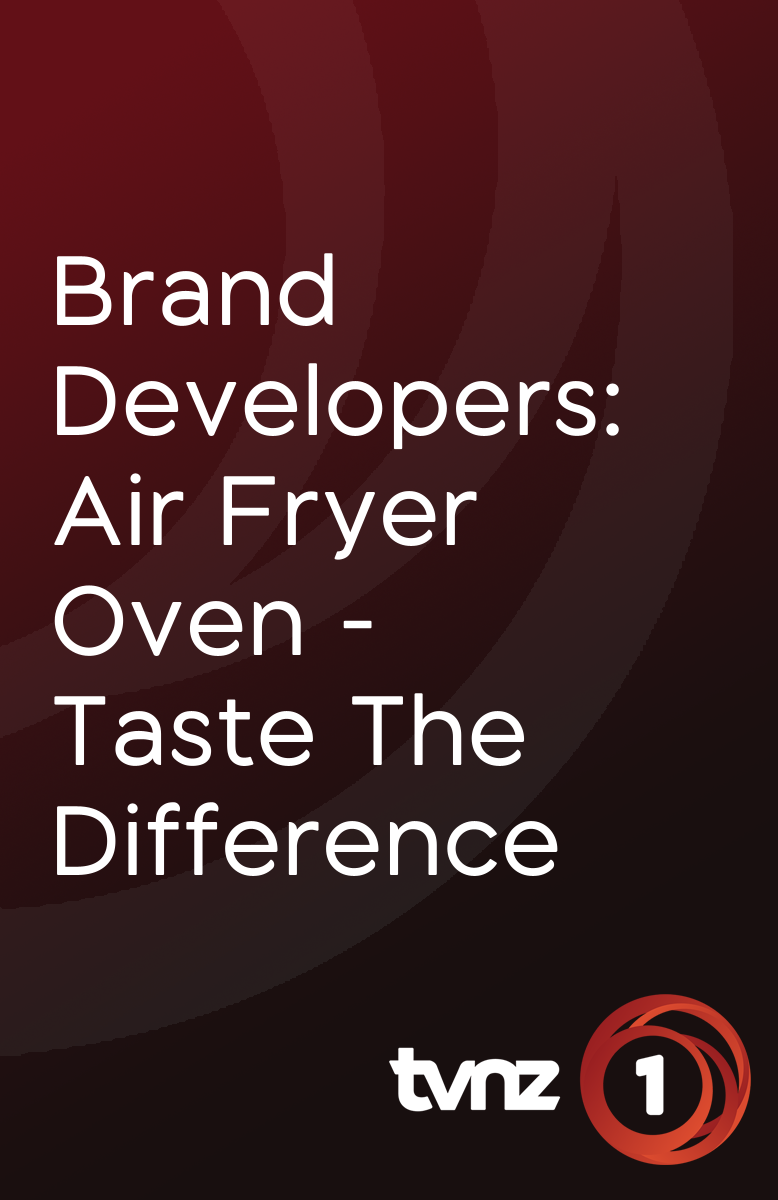 Brand
Developers:
Air Fryer
Oven -
Taste The
Difference
tvnz 1